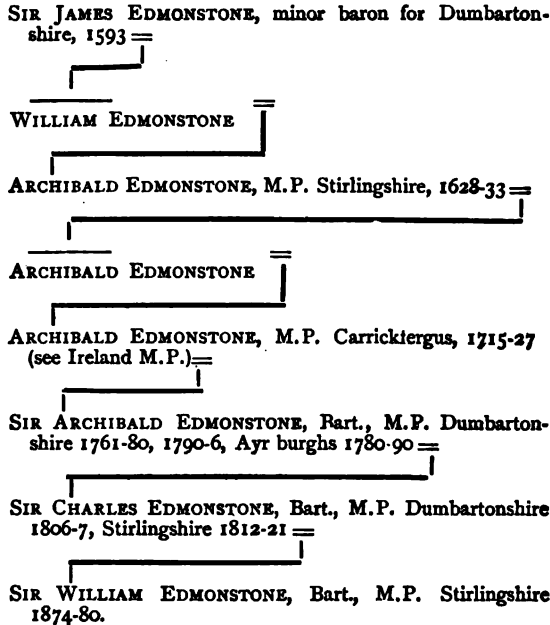 SIR JAMES EDMONSTONE, minor baron for Dumbarton-
shire, 1593 =
WILLIAM EDMONSTONE =
ARCHIBALD EDMONSTONE, M.P. Stirlingshire, 1628-33 =
ARCHIBALD EDMONSTONE =
ARCHIBALD EDMONSTONE, M.P. Carrickfergus, 1715-27
(see Ireland M.P.) =
SIR ARCHIBALD EDMONSTONE, Bart., M.P. Dumbarton-
shire 1761-80, 1790-6, Ayr burghs 1780-90 =
SIR CHARLES EDMONSTONE, Bart., M.P. Dumbartonshire
1806-7, Stirlingshire 1812-21 =
SIR WILLIAM EDMONSTONE, Bart., M.P. Stirlingshire
1874-80.